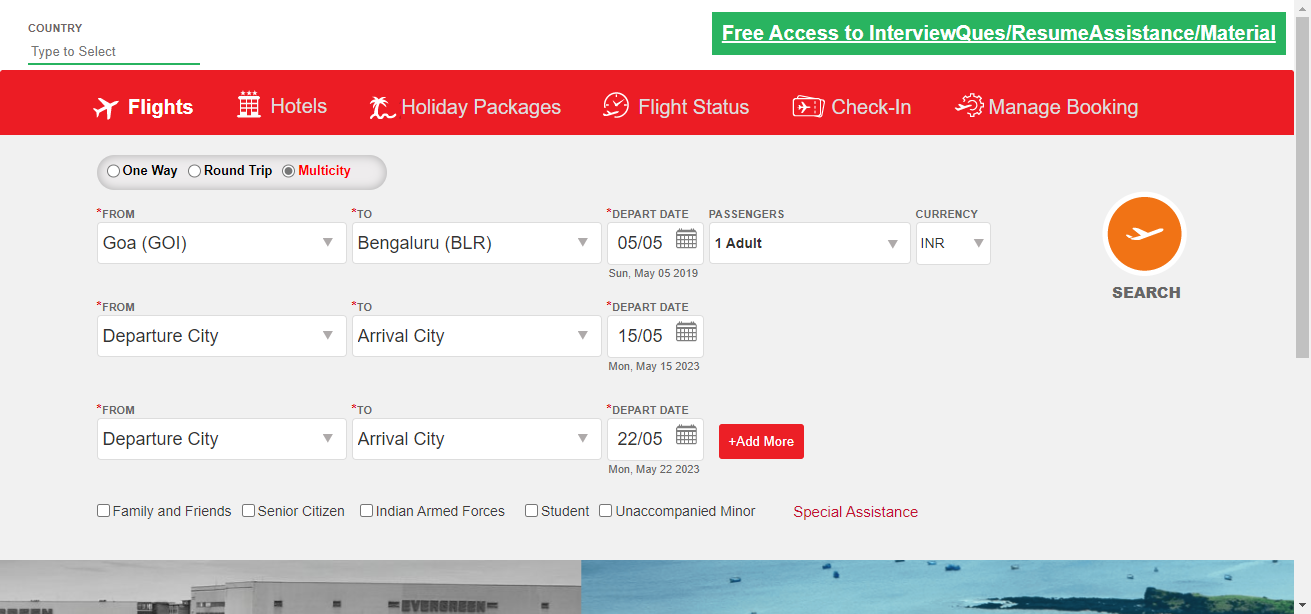 COUNTRY
Type to Select
Free Access to InterviewQues/ResumeAssistance/Material
Flights Hotels Holiday Packages Flight Status Check-In Manage Booking
One Way Round Trip Multicity
*FROM *TO *DEPART DATE PASSENGERS CURRENCY
Goa (GOI) Bengaluru (BLR) 05/05 1 Adult INR
Sun, May 05 2019
SEARCH
*FROM *TO *DEPART DATE
Departure City Arrival City 15/05
Mon, May 15 2023
*FROM *TO *DEPART DATE
Departure City Arrival City 22/05 +Add More
Mon, May 22 2023
Family and Friends Senior Citizen Indian Armed Forces Student Unaccompanied Minor Special Assistance
EVERGREEN